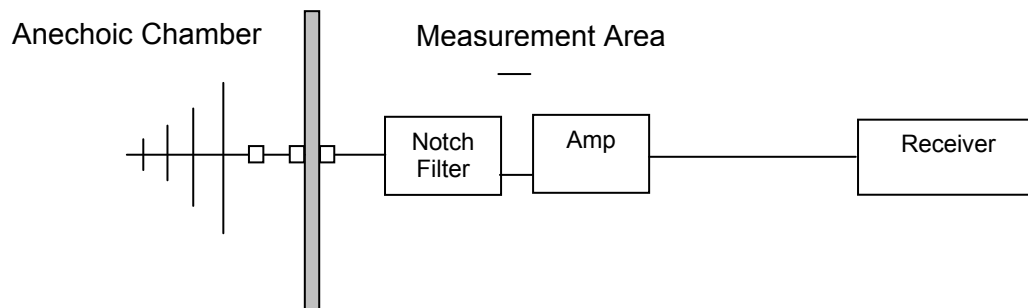 Anechoic Chamber
Measurement Area
Notch
Filter
Amp
Receiver